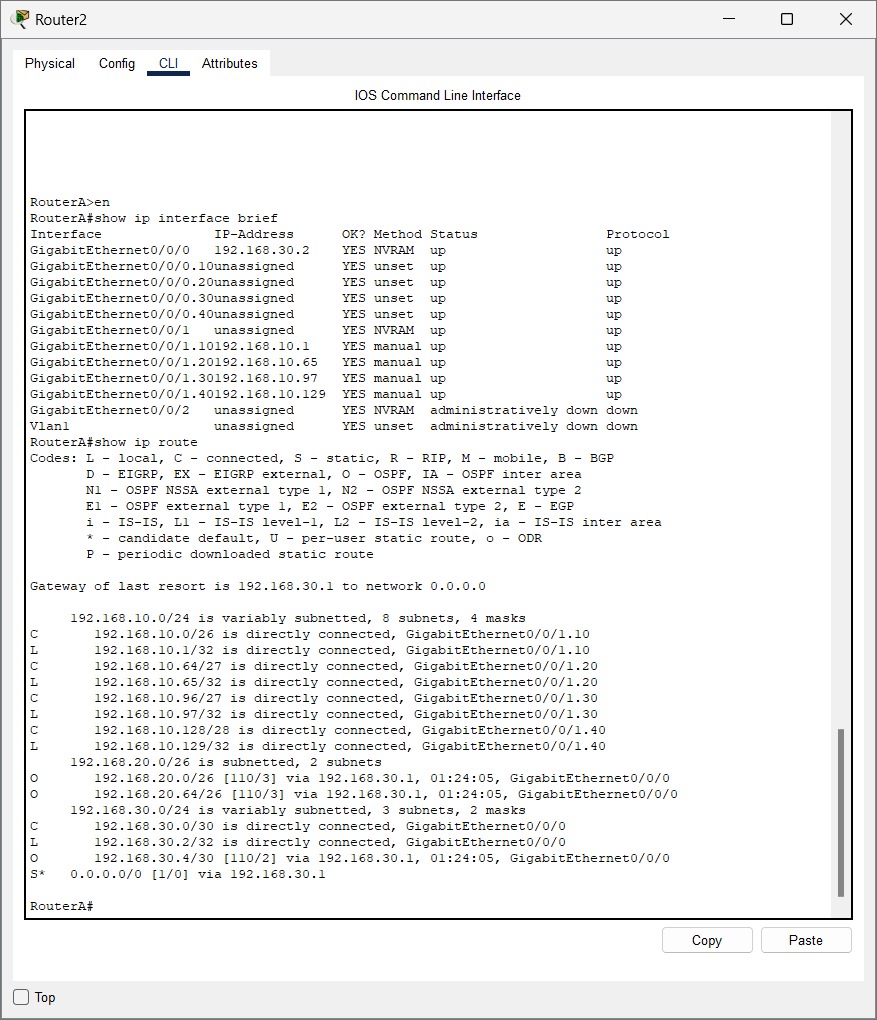 Router2
Physical Config CLI Attributes
IOS Command Line Interface
RouterA>en
RouterA#show ip interface brief
Interface              IP-Address      OK? Method Status                Protocol
GigabitEthernet0/0/0   192.168.30.2    YES NVRAM  up                    up
GigabitEthernet0/0/0.10unassigned      YES unset  up                    up
GigabitEthernet0/0/0.20unassigned      YES unset  up                    up
GigabitEthernet0/0/0.30unassigned      YES unset  up                    up
GigabitEthernet0/0/0.40unassigned      YES unset  up                    up
GigabitEthernet0/0/1   unassigned      YES NVRAM  up                    up
GigabitEthernet0/0/1.10192.168.10.1    YES manual up                    up
GigabitEthernet0/0/1.20192.168.10.65   YES manual up                    up
GigabitEthernet0/0/1.30192.168.10.97   YES manual up                    up
GigabitEthernet0/0/1.40192.168.10.129  YES manual up                    up
GigabitEthernet0/0/2   unassigned      YES NVRAM  administratively down down
Vlan1                  unassigned      YES unset  administratively down down
RouterA#show ip route
Codes: L - local, C - connected, S - static, R - RIP, M - mobile, B - BGP
       D - EIGRP, EX - EIGRP external, O - OSPF, IA - OSPF inter area
       N1 - OSPF NSSA external type 1, N2 - OSPF NSSA external type 2
       E1 - OSPF external type 1, E2 - OSPF external type 2, E - EGP
       i - IS-IS, L1 - IS-IS level-1, L2 - IS-IS level-2, ia - IS-IS inter area
       * - candidate default, U - per-user static route, o - ODR
       P - periodic downloaded static route
Gateway of last resort is 192.168.30.1 to network 0.0.0.0
     192.168.10.0/24 is variably subnetted, 8 subnets, 4 masks
C       192.168.10.0/26 is directly connected, GigabitEthernet0/0/1.10
L       192.168.10.1/32 is directly connected, GigabitEthernet0/0/1.10
C       192.168.10.64/27 is directly connected, GigabitEthernet0/0/1.20
L       192.168.10.65/32 is directly connected, GigabitEthernet0/0/1.20
C       192.168.10.96/27 is directly connected, GigabitEthernet0/0/1.30
L       192.168.10.97/32 is directly connected, GigabitEthernet0/0/1.30
C       192.168.10.128/28 is directly connected, GigabitEthernet0/0/1.40
L       192.168.10.129/32 is directly connected, GigabitEthernet0/0/1.40
     192.168.20.0/26 is subnetted, 2 subnets
O       192.168.20.0/26 [110/3] via 192.168.30.1, 01:24:05, GigabitEthernet0/0/0
O       192.168.20.64/26 [110/3] via 192.168.30.1, 01:24:05, GigabitEthernet0/0/0
     192.168.30.0/24 is variably subnetted, 3 subnets, 2 masks
C       192.168.30.0/30 is directly connected, GigabitEthernet0/0/0
L       192.168.30.2/32 is directly connected, GigabitEthernet0/0/0
O       192.168.30.4/30 [110/2] via 192.168.30.1, 01:24:05, GigabitEthernet0/0/0
S*   0.0.0.0/0 [1/0] via 192.168.30.1
RouterA#
Copy Paste
Top